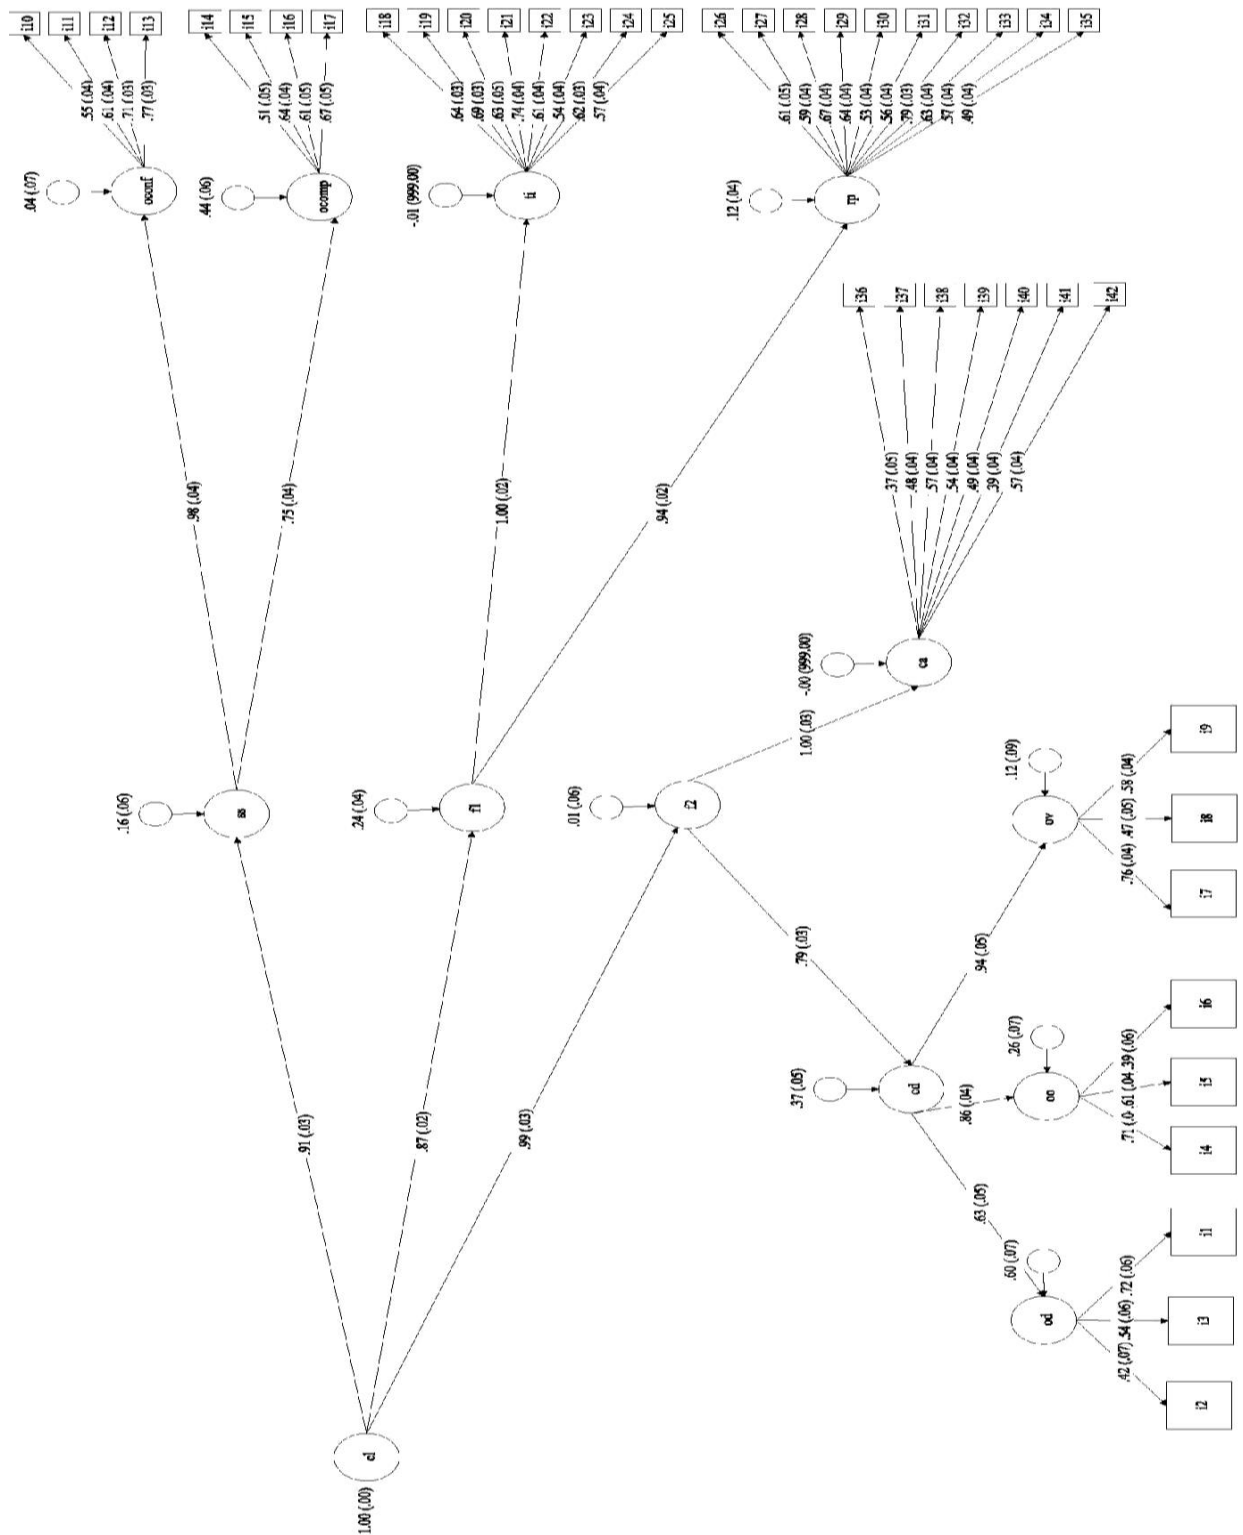 i10
i11
i12
i13
i14
i15
i16
i17
i18
i19
i20
i21
i22
i23
i24
i25
i26
i27
i28
i29
i30
i31
i32
i33
i34
i35
.55 (.04)
.61 (.04)
.71 (.03)
.77 (.03)
.51 (.05)
.64 (.04)
.61 (.05)
.67 (.05)
.64 (.03)
.69 (.03)
.63 (.05)
.74 (.04)
.61 (.04)
.54 (.04)
.62 (.03)
.57 (.04)
.61 (.05)
.59 (.04)
.67 (.04)
.64 (.04)
.53 (.04)
.56 (.04)
.79 (.03)
.63 (.04)
.57 (.04)
.49 (.04)
.04 (.07)
oconf
.44 (.06)
ocomp
-.01 (999.00)
ti
.12 (.04)
rp
i36
i37
i38
i39
i40
i41
i42
.37 (.05)
.48 (.04)
.57 (.04)
.54 (.04)
.49 (.04)
.39 (.04)
.57 (.04)
.98 (.04)
.75 (.04)
1.00 (.02)
.94 (.02)
-.00 (999.00)
ca
1.00 (.03)
.16 (.06)
.24 (.04)
f1
.01 (.06)
f2
.12 (.09)
ov
.76 (.04)
.47 (.05)
.58 (.04)
i9
i8
i7
.79 (.03)
.94 (.05)
.37 (.05)
.86 (.04)
.26 (.07)
oo
.71 (.0
.61 (.04
.39 (.06)
i6
i5
i4
.91 (.03)
.87 (.02)
.99 (.03)
.63 (.05)
.60 (.07)
od
.42 (.07)
.54 (.06)
.72 (.06)
i1
i3
i2
cl
1.00 (.00)